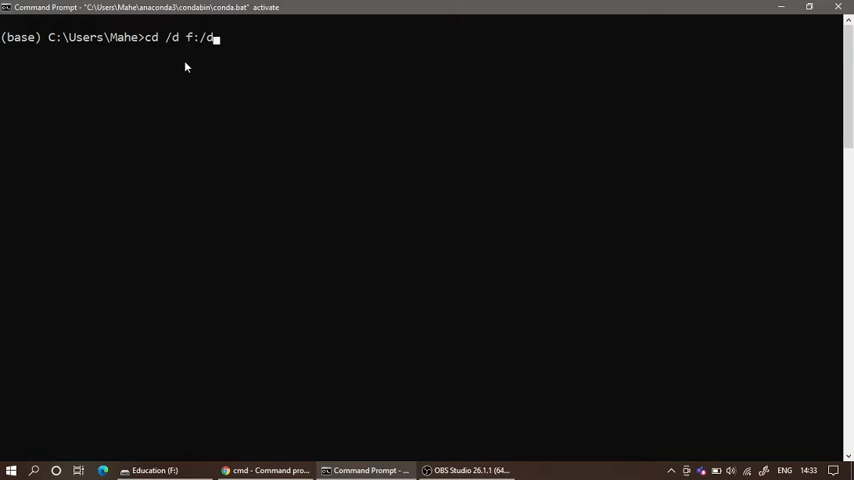 Command Prompt - "C:\Users\Mahe\anaconda3\condabin\conda.bat" activate
(base) C:\Users\Mahe>cd /d f:/d
Education (F:)
cmd - Command pro...
Command Prompt - ...
OBS Studio 26.1.1 (64...
ENG
14:33